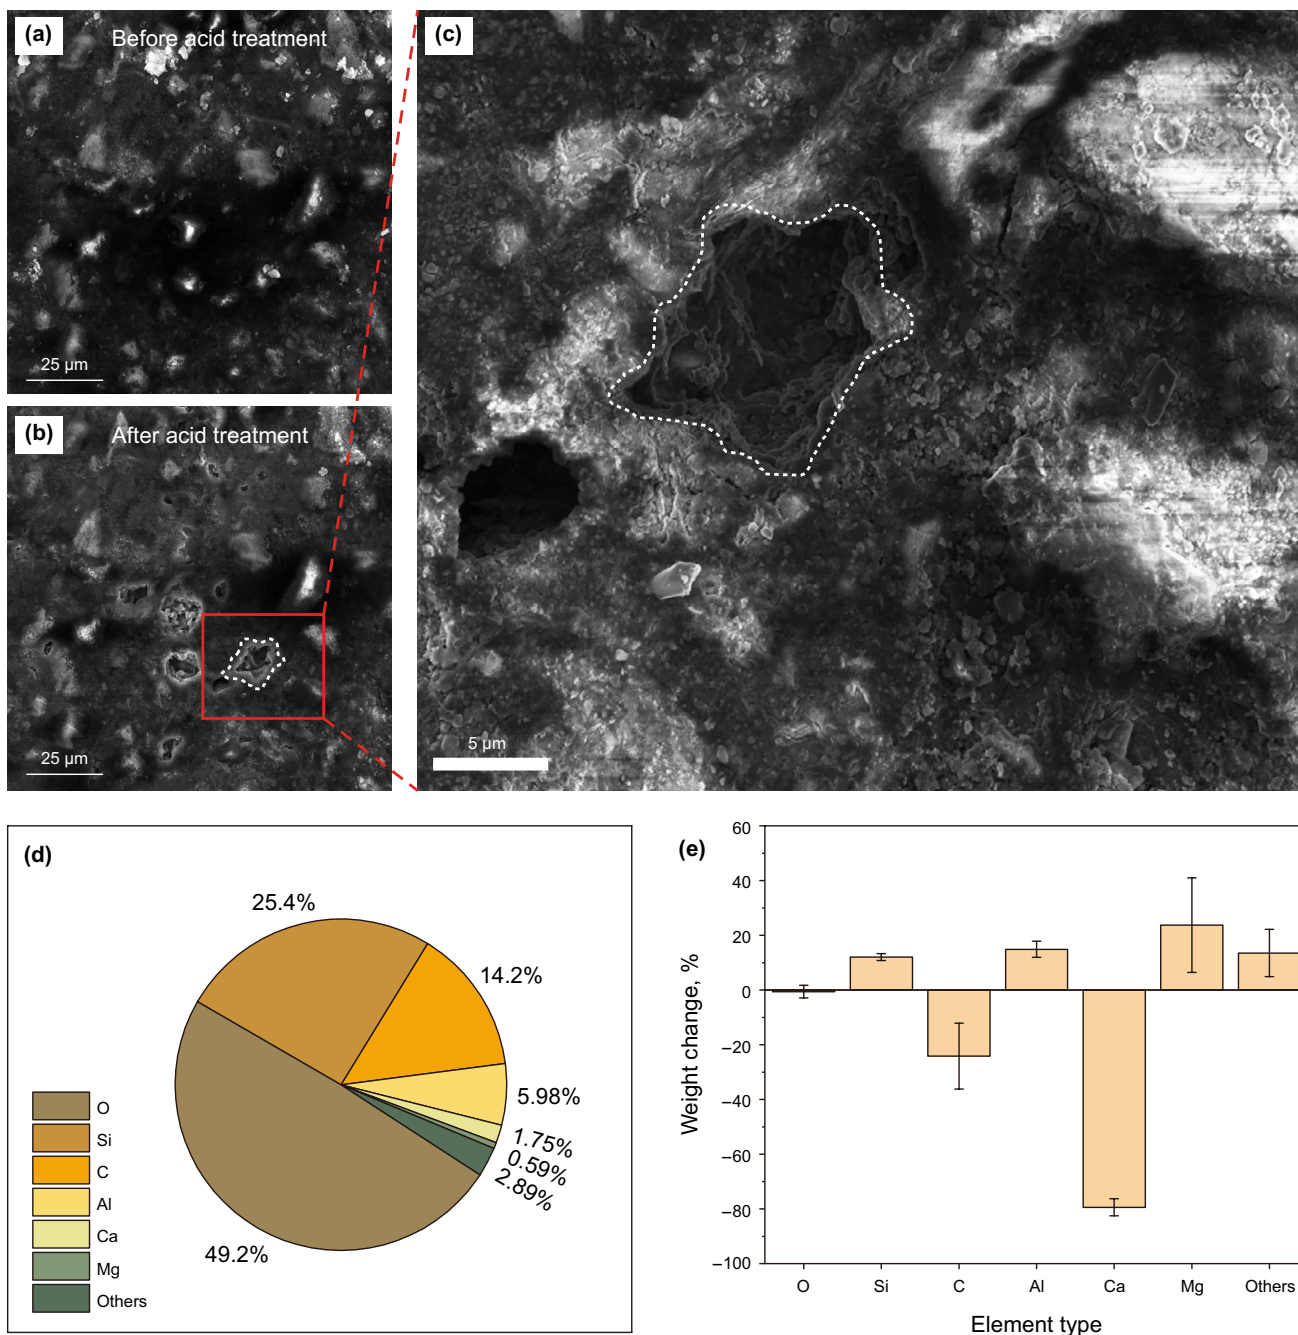 (a)
Before acid treatment
25 µm
(b)
After acid treatment
25 µm
(c)
5 µm
(d)
25.4%
14.2%
5.98%
1.75%
0.59%
2.89%
49.2%
O
Si
C
Al
Ca
Mg
Others
(e)
Weight change, %
60
40
20
0
−20
−40
−60
−80
−100
O Si C Al Ca Mg Others
Element type